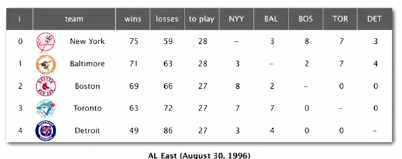 i team wins losses to play NYY BAL BOS TOR DET
0 New York 75 59 28 – 3 8 7 3
1 Baltimore 71 63 28 3 – 2 7 4
2 Boston 69 66 27 8 2 – 0 0
3 Toronto 63 72 27 7 7 0 – 0
4 Detroit 49 86 27 3 4 0 0 –
AL East (August 30, 1996)